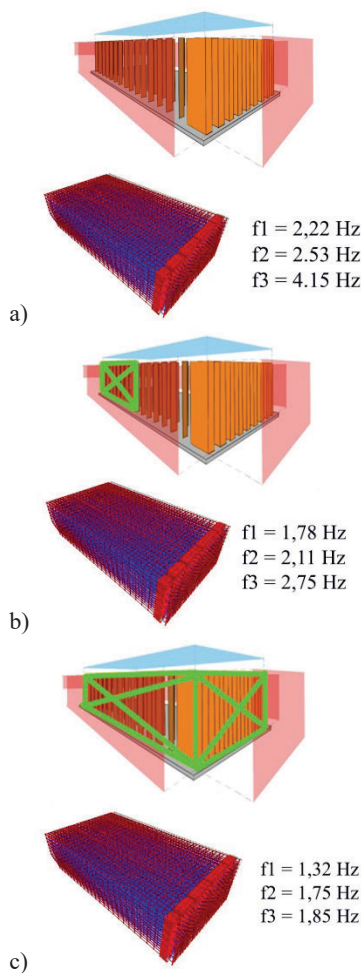 f1 = 2,22 Hz
f2 = 2.53 Hz
f3 = 4.15 Hz
a)
f1 = 1,78 Hz
f2 = 2,11 Hz
f3 = 2,75 Hz
b)
f1 = 1,32 Hz
f2 = 1,75 Hz
f3 = 1,85 Hz
c)